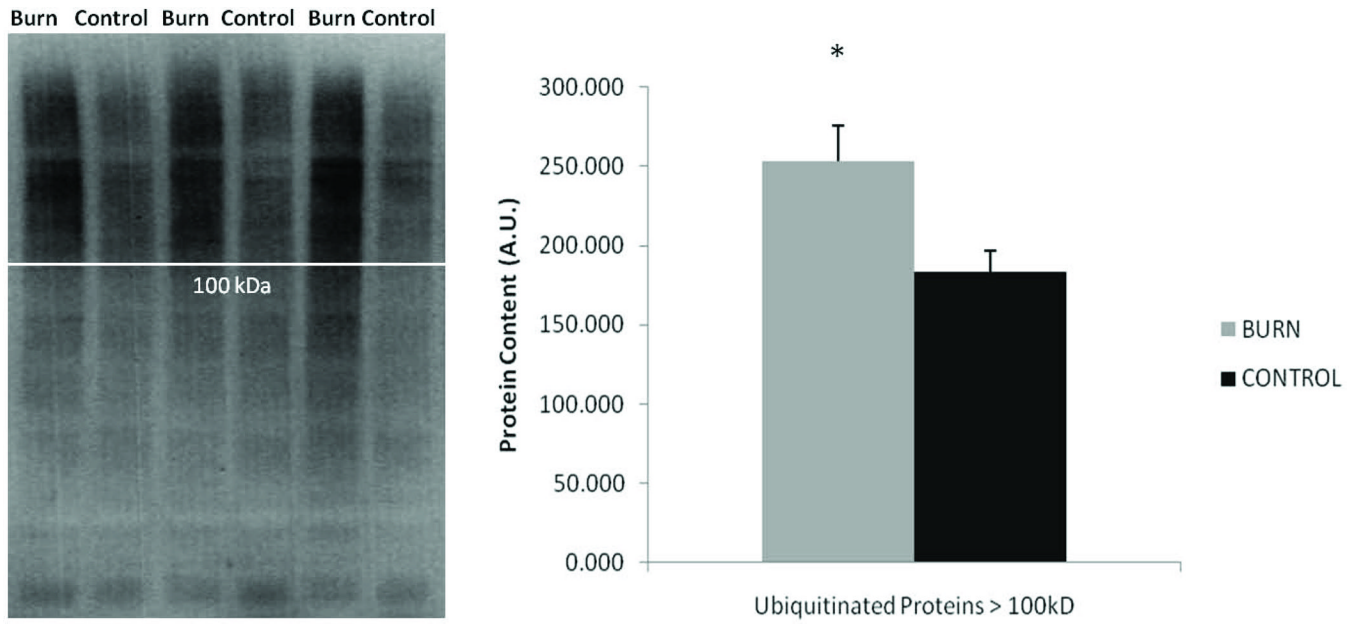 Burn Control Burn Control Burn Control
100 kDa
*
300.000
250.000
200.000
150.000
100.000
50.000
0.000
Protein Content (A.U.)
Ubiquitinated Proteins > 100kD
BURN
CONTROL